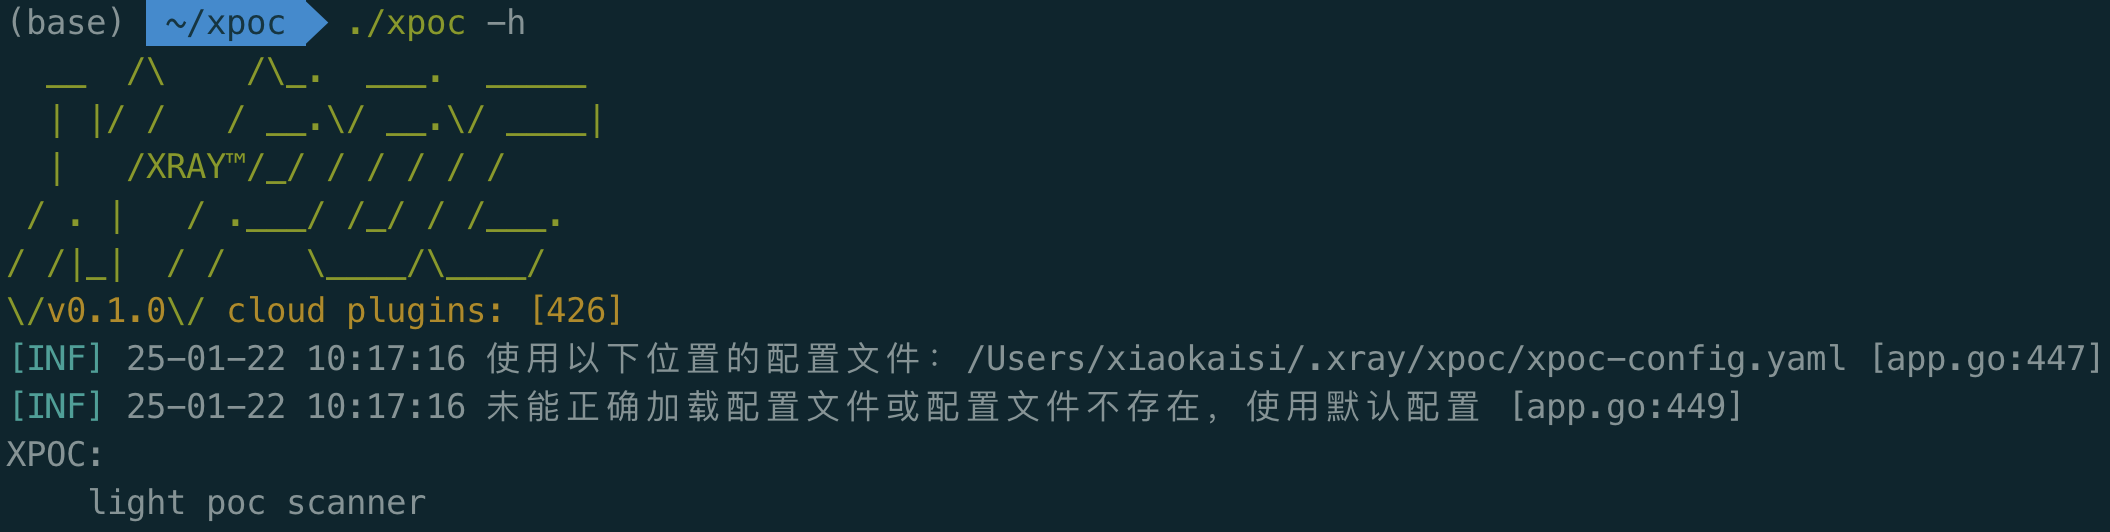 (base) ~/xpoc ./xpoc -h
  __  /\    /\_.  ___.  _____
  | |/ /   / __.\/ __.\/ ____|
  |   /XRAY™/_/ / / / / /
 / . |   / .___/ /_/ / /___.
/ /|_|  / /    \____/\____/
\/v0.1.0\/ cloud plugins: [426]
[INF] 25-01-22 10:17:16 使用以下位置的配置文件: /Users/xiaokaisi/.xray/xpoc/xpoc-config.yaml [app.go:447]
[INF] 25-01-22 10:17:16 未能正确加载配置文件或配置文件不存在, 使用默认配置 [app.go:449]
XPOC:
    light poc scanner